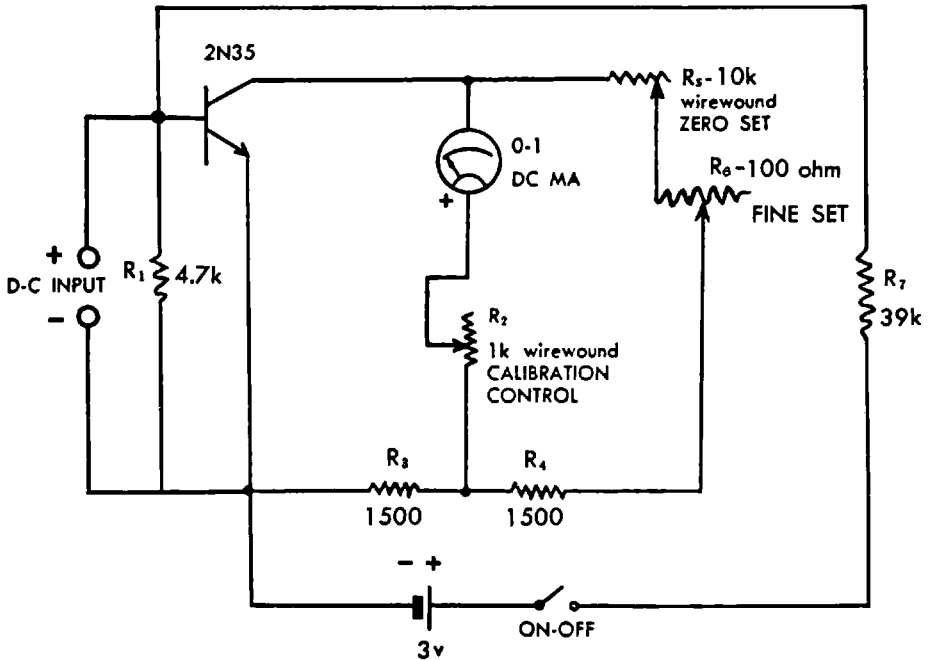 2N35
R5-10k
wirewound
ZERO SET
0-1
DC MA
+
R6-100 ohm
FINE SET
+
D-C INPUT
-
R1 4.7k
R2
1k wirewound
CALIBRATION
CONTROL
R7
39k
R3
1500
R4
1500
- +
3v
ON-OFF